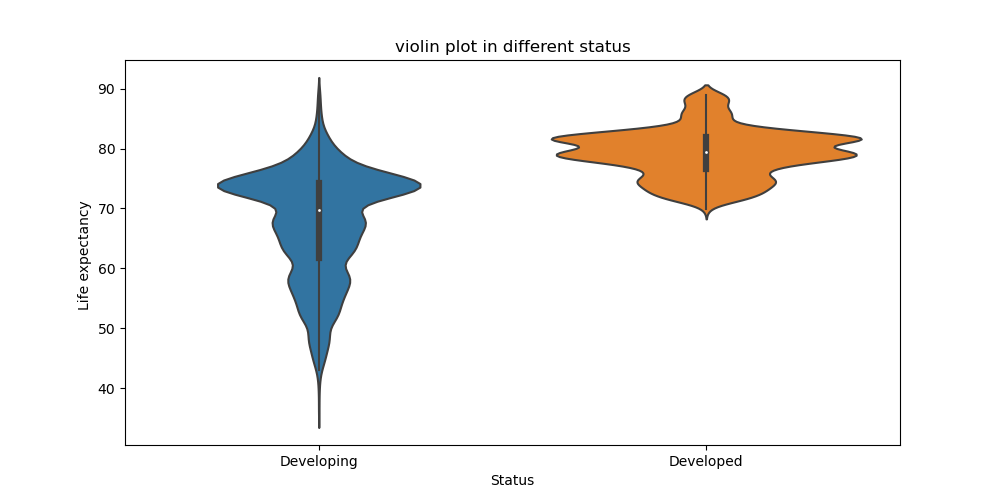 violin plot in different status
Life expectancy
90
80
70
60
50
40
Developing
Developed
Status